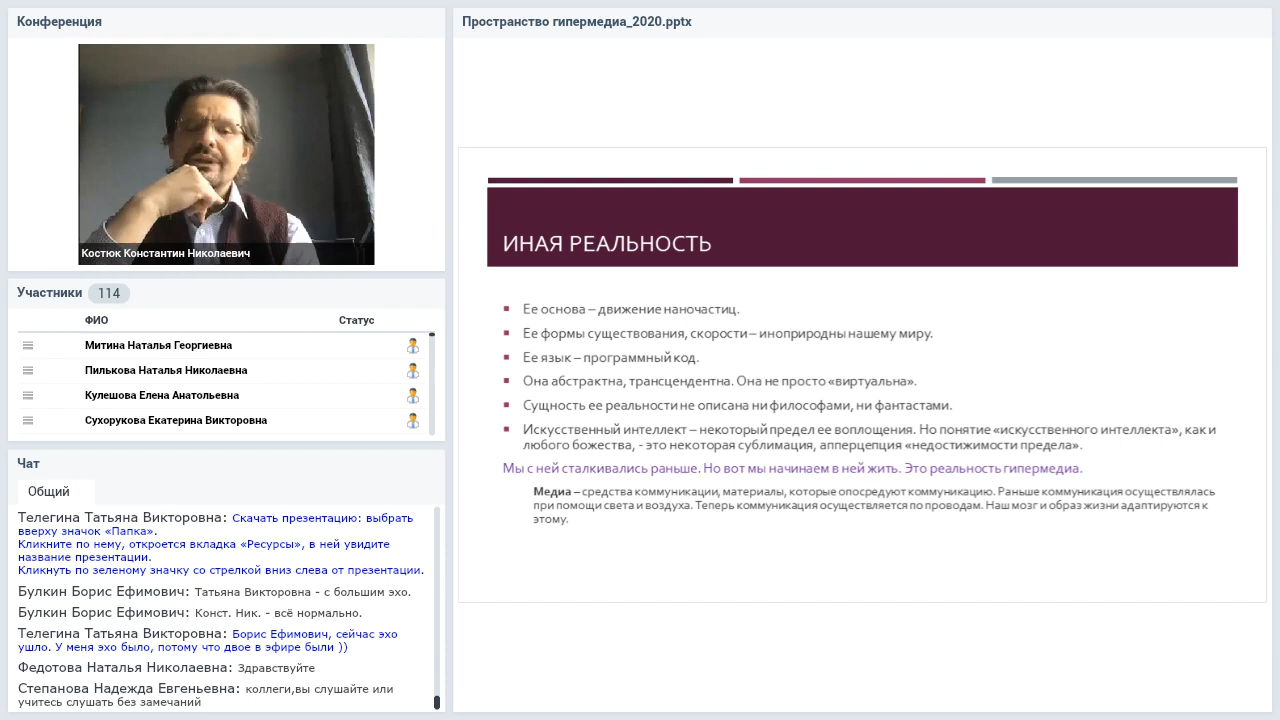 Конференция
Костюк Константин Николаевич
Участники 114
ФИО Статус
Митина Наталья Георгиевна
Пилькова Наталья Николаевна
Кулешова Елена Анатольевна
Сухорукова Екатерина Викторовна
Чат
Общий
Телегина Татьяна Викторовна: Скачать презентацию: выбрать
вверху значок «Папка».
Кликните по нему, откроется вкладка «Ресурсы», в ней увидите
название презентации.
Кликнуть по зеленому значку со стрелкой вниз слева от презентации.
Булкин Борис Ефимович: Татьяна Викторовна - с большим эхо.
Булкин Борис Ефимович: Конст. Ник. - всё нормально.
Телегина Татьяна Викторовна: Борис Ефимович, сейчас эхо
ушло. У меня эхо было, потому что двое в эфире были ))
Федотова Наталья Николаевна: Здравствуйте
Степанова Надежда Евгеньевна: коллеги,вы слушайте или
учитесь слушать без замечаний
Пространство гипермедиа_2020.pptx
ИНАЯ РЕАЛЬНОСТЬ
Ее основа – движение наночастиц.
Ее формы существования, скорости – иноприродны нашему миру.
Ее язык – программный код.
Она абстрактна, трансцендентна. Она не просто «виртуальна».
Сущность ее реальности не описана ни философами, ни фантастами.
Искусственный интеллект – некоторый предел ее воплощения. Но понятие «искусственного интеллекта», как и
любого божества, - это некоторая сублимация, апперцепция «недостижимости предела».
Мы с ней сталкивались раньше. Но вот мы начинаем в ней жить. Это реальность гипермедиа.
Медиа – средства коммуникации, материалы, которые опосредуют коммуникацию. Раньше коммуникация осуществлялась
при помощи света и воздуха. Теперь коммуникация осуществляется по проводам. Наш мозг и образ жизни адаптируются к
этому.